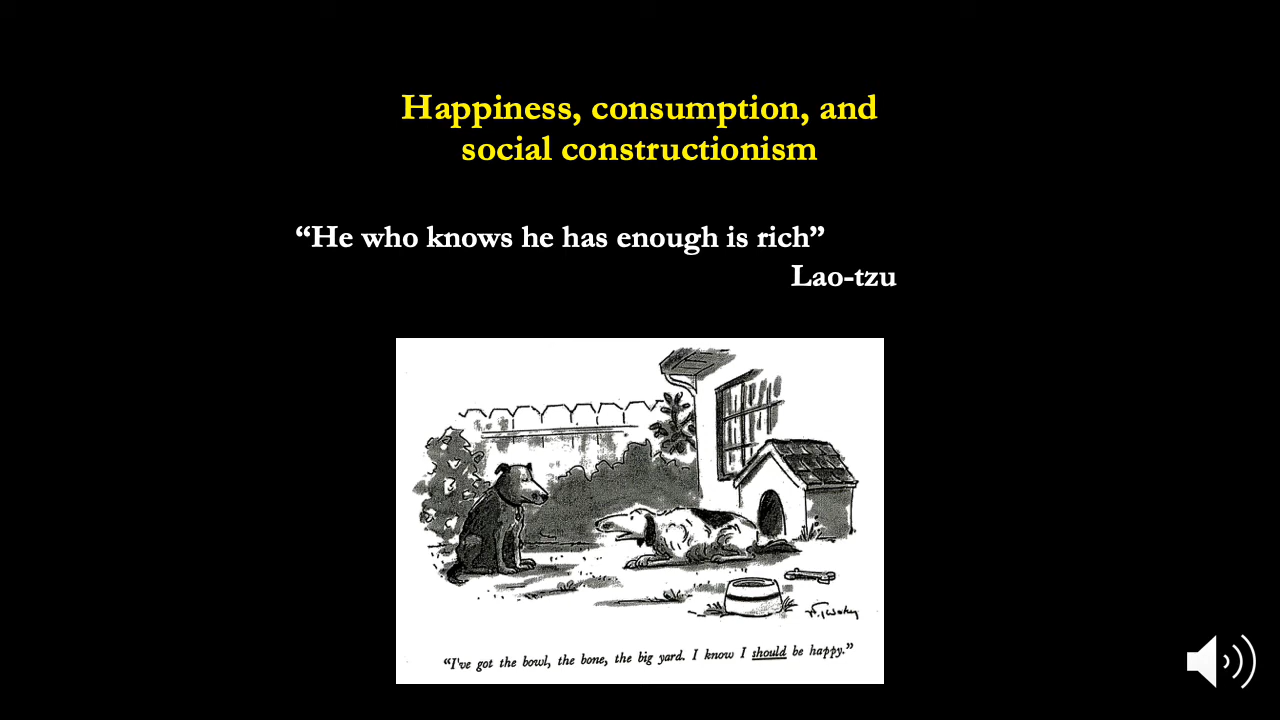 Happiness, consumption, and
social constructionism
“He who knows he has enough is rich”
Lao-tzu
“I've got the bowl, the bone, the big yard. I know I should be happy.”